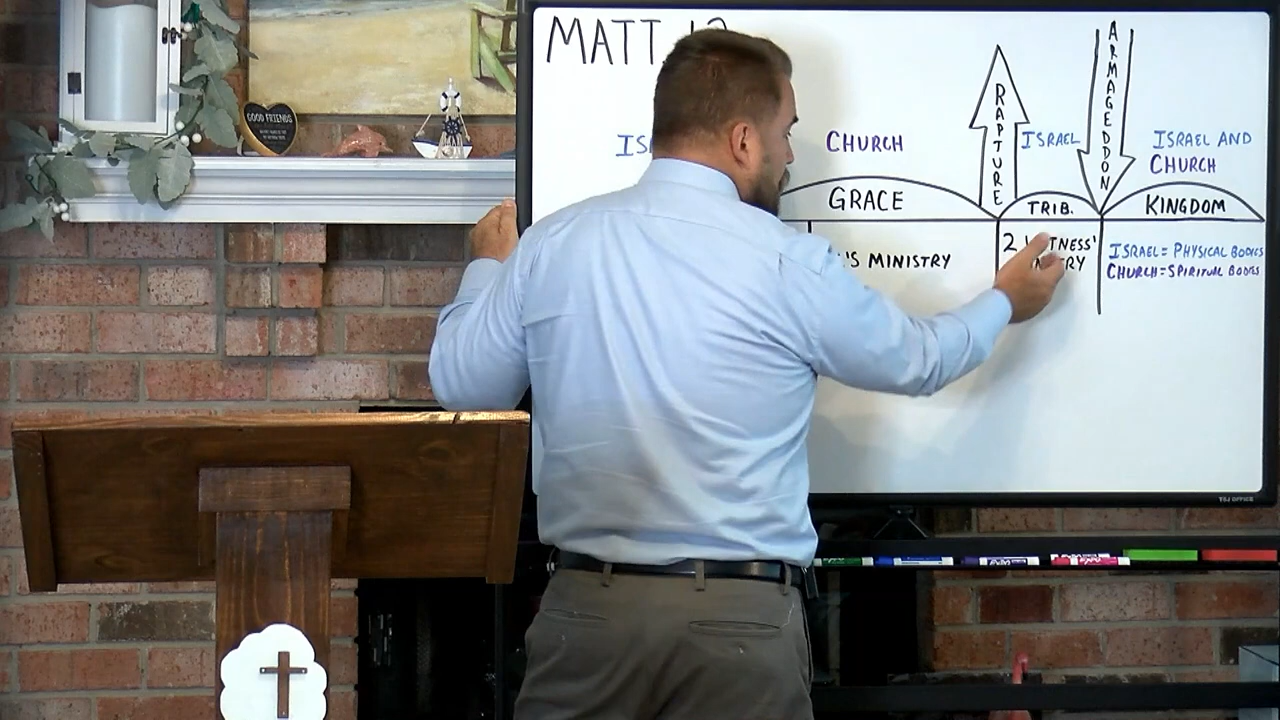 MATT
GOOD FRIENDS
ARMAGEDDON
RAPTURE
CHURCH
ISRAEL
ISRAEL AND
CHURCH
GRACE
TRIB.
KINGDOM
MINISTRY
2
ISRAEL = PHYSICAL BODIES
CHURCH = SPIRITUAL BODIES